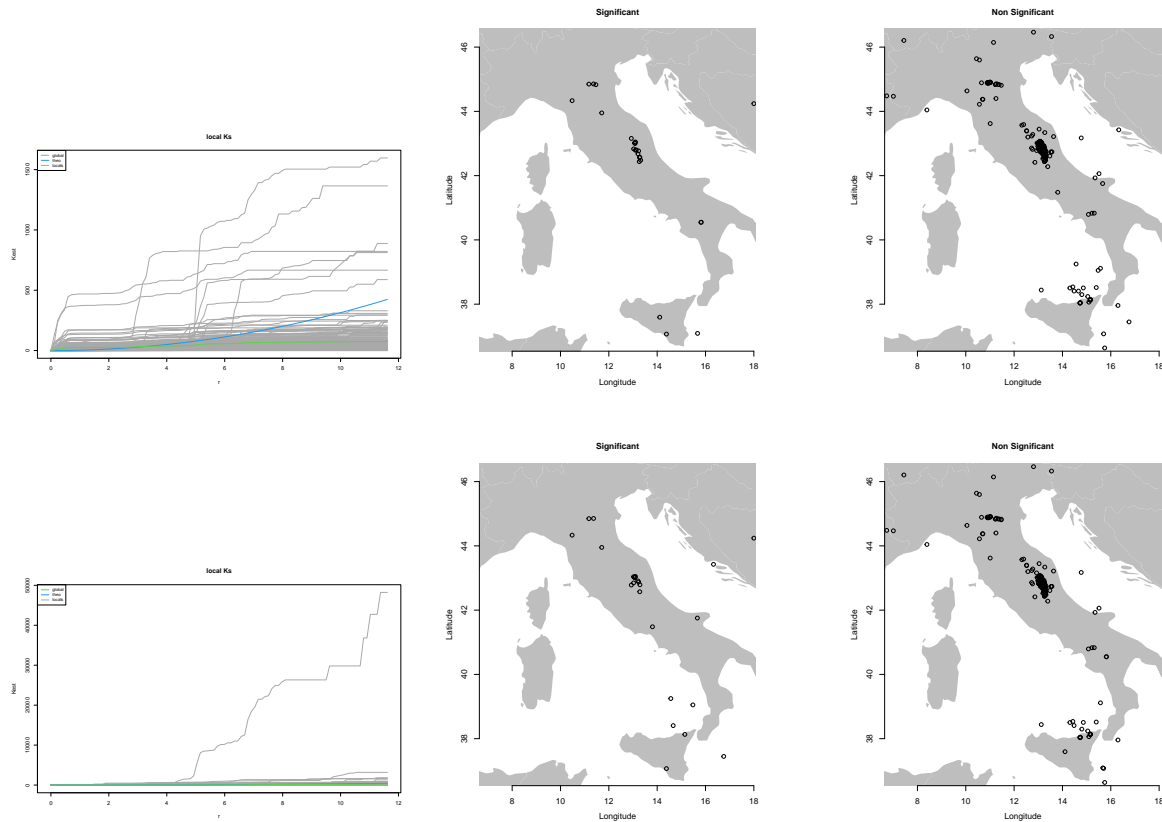 local Ks
global
theo
locals
1500
1000
500
0
Kest
0 2 4 6 8 10 12
r
Significant
46
44
42
40
38
Latitude
8 10 12 14 16 18
Longitude
Non Significant
46
44
42
40
38
Latitude
8 10 12 14 16 18
Longitude
local Ks
global
theo
locals
50000
40000
30000
20000
10000
0
Kest
0 2 4 6 8 10 12
r
Significant
46
44
42
40
38
Latitude
8 10 12 14 16 18
Longitude
Non Significant
46
44
42
40
38
Latitude
8 10 12 14 16 18
Longitude